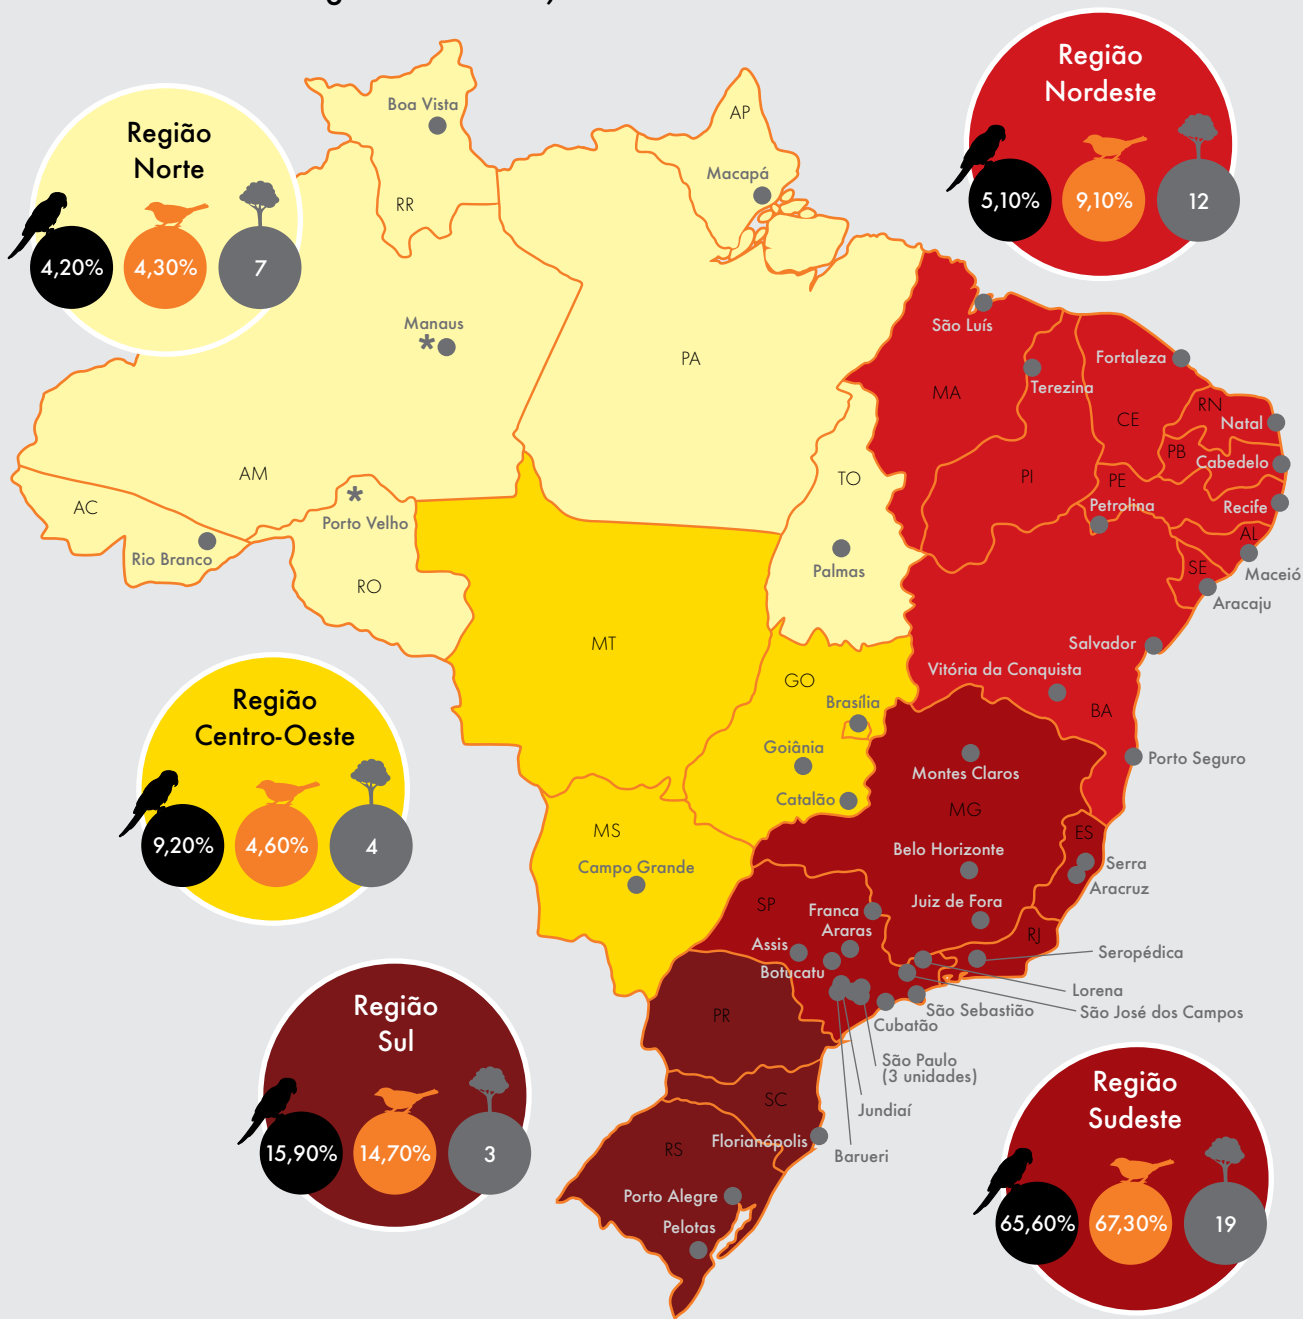 Região
Nordeste
5,10%
9,10%
12
Região
Norte
4,20%
4,30%
7
Boa Vista
RR
AP
Macapá
Manaus
*
PA
AM
AC
Rio Branco
*
Porto Velho
RO
TO
Palmas
São Luís
MA
Terezina
PI
Fortaleza
CE
RN
Natal
PB
Cabedelo
PE
Petrolina
Recife
AL
Maceió
SE
Aracaju
Salvador
Vitória da Conquista
BA
Porto Seguro
MT
GO
Brasília
Goiânia
Catalão
MS
Campo Grande
Região
Centro-Oeste
9,20%
4,60%
4
Montes Claros
MG
Belo Horizonte
Juiz de Fora
ES
Serra
Aracruz
RJ
Seropédica
SP
Franca
Araras
Assis
Botucatu
Lorena
São José dos Campos
São Sebastião
Cubatão
São Paulo
(3 unidades)
Jundiaí
Barueri
PR
SC
Florianópolis
RS
Porto Alegre
Pelotas
Região
Sul
15,90%
14,70%
3
Região
Sudeste
65,60%
67,30%
19